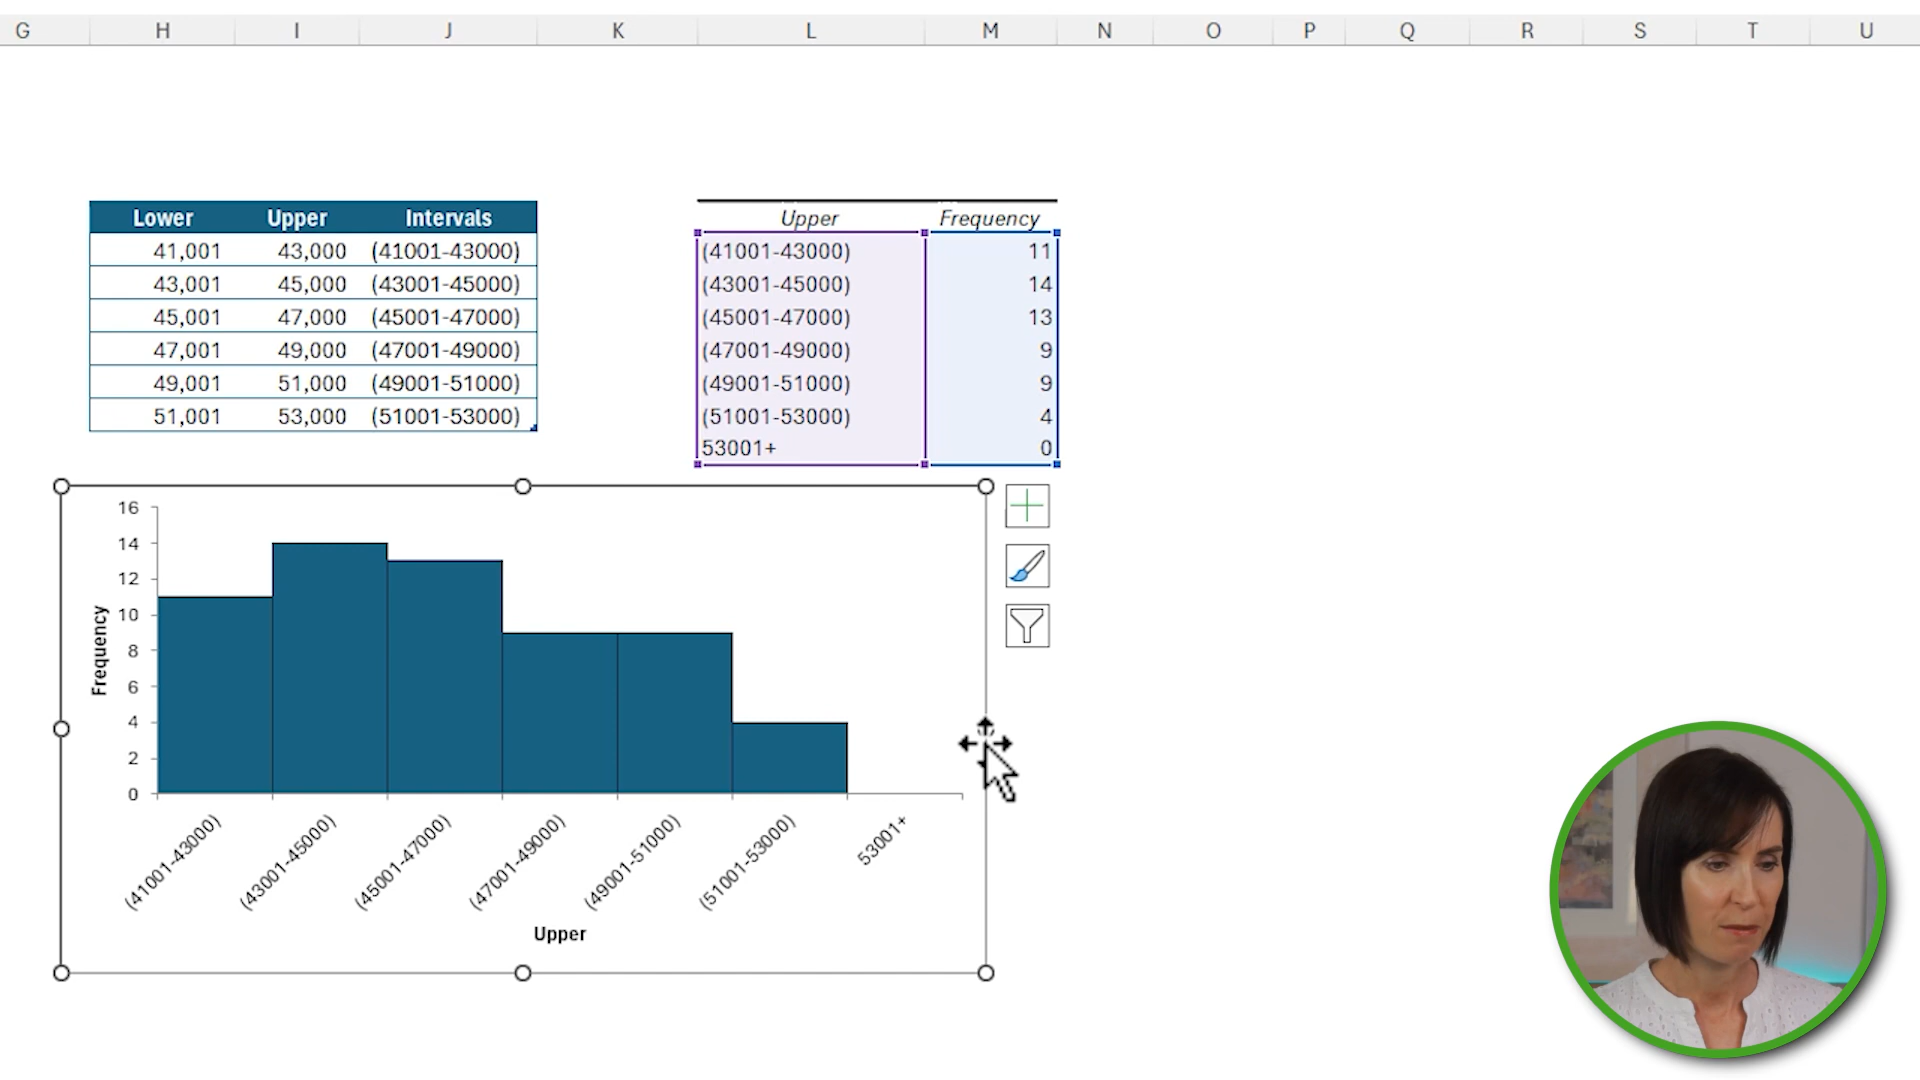 G H I J K L M N O P Q R S T U
Lower Upper Intervals
41,001 43,000 (41001-43000)
43,001 45,000 (43001-45000)
45,001 47,000 (45001-47000)
47,001 49,000 (47001-49000)
49,001 51,000 (49001-51000)
51,001 53,000 (51001-53000)
Upper Frequency
(41001-43000) 11
(43001-45000) 14
(45001-47000) 13
(47001-49000) 9
(49001-51000) 9
(51001-53000) 4
53001+ 0
16
14
12
10
8
6
4
2
0
Frequency
(41001-43000)
(43001-45000)
(45001-47000)
(47001-49000)
(49001-51000)
(51001-53000)
53001+
Upper